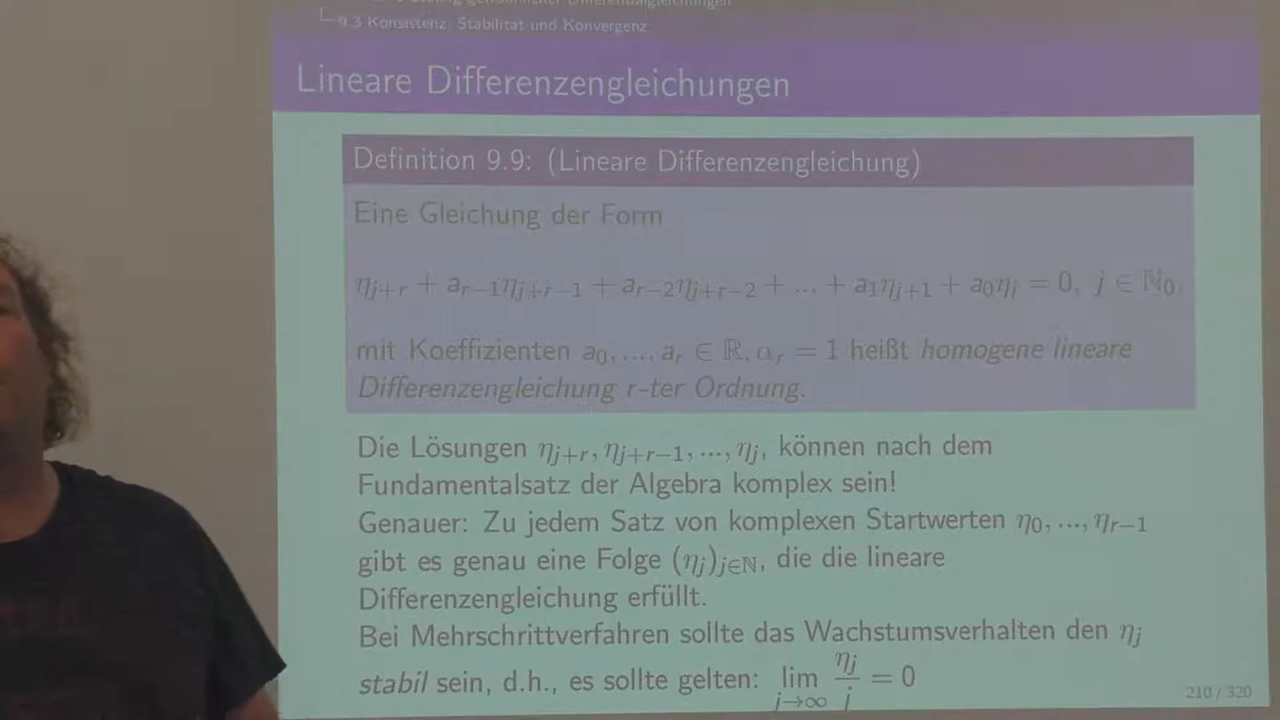 gewöhnlicher Differentialgleichungen
9.3 Konsistenz, Stabilität und Konvergenz
Lineare Differenzengleichungen
Definition 9.9: (Lineare Differenzengleichung)
Eine Gleichung der Form
ηj+r + ar−1ηj+r−1 + ar−2ηj+r−2 + ... + a1ηj+1 + a0ηj = 0, j ∈ ℕ0,
mit Koeffizienten a0, ..., ar ∈ ℝ, αr = 1 heißt homogene lineare
Differenzengleichung r-ter Ordnung.
Die Lösungen ηj+r, ηj+r−1, ..., ηj, können nach dem
Fundamentalsatz der Algebra komplex sein!
Genauer: Zu jedem Satz von komplexen Startwerten η0, ..., ηr−1
gibt es genau eine Folge (ηj)j∈ℕ, die die lineare
Differenzengleichung erfüllt.
Bei Mehrschrittverfahren sollte das Wachstumsverhalten den ηj
stabil sein, d.h., es sollte gelten: lim j→∞ ηj/j = 0
210 / 320